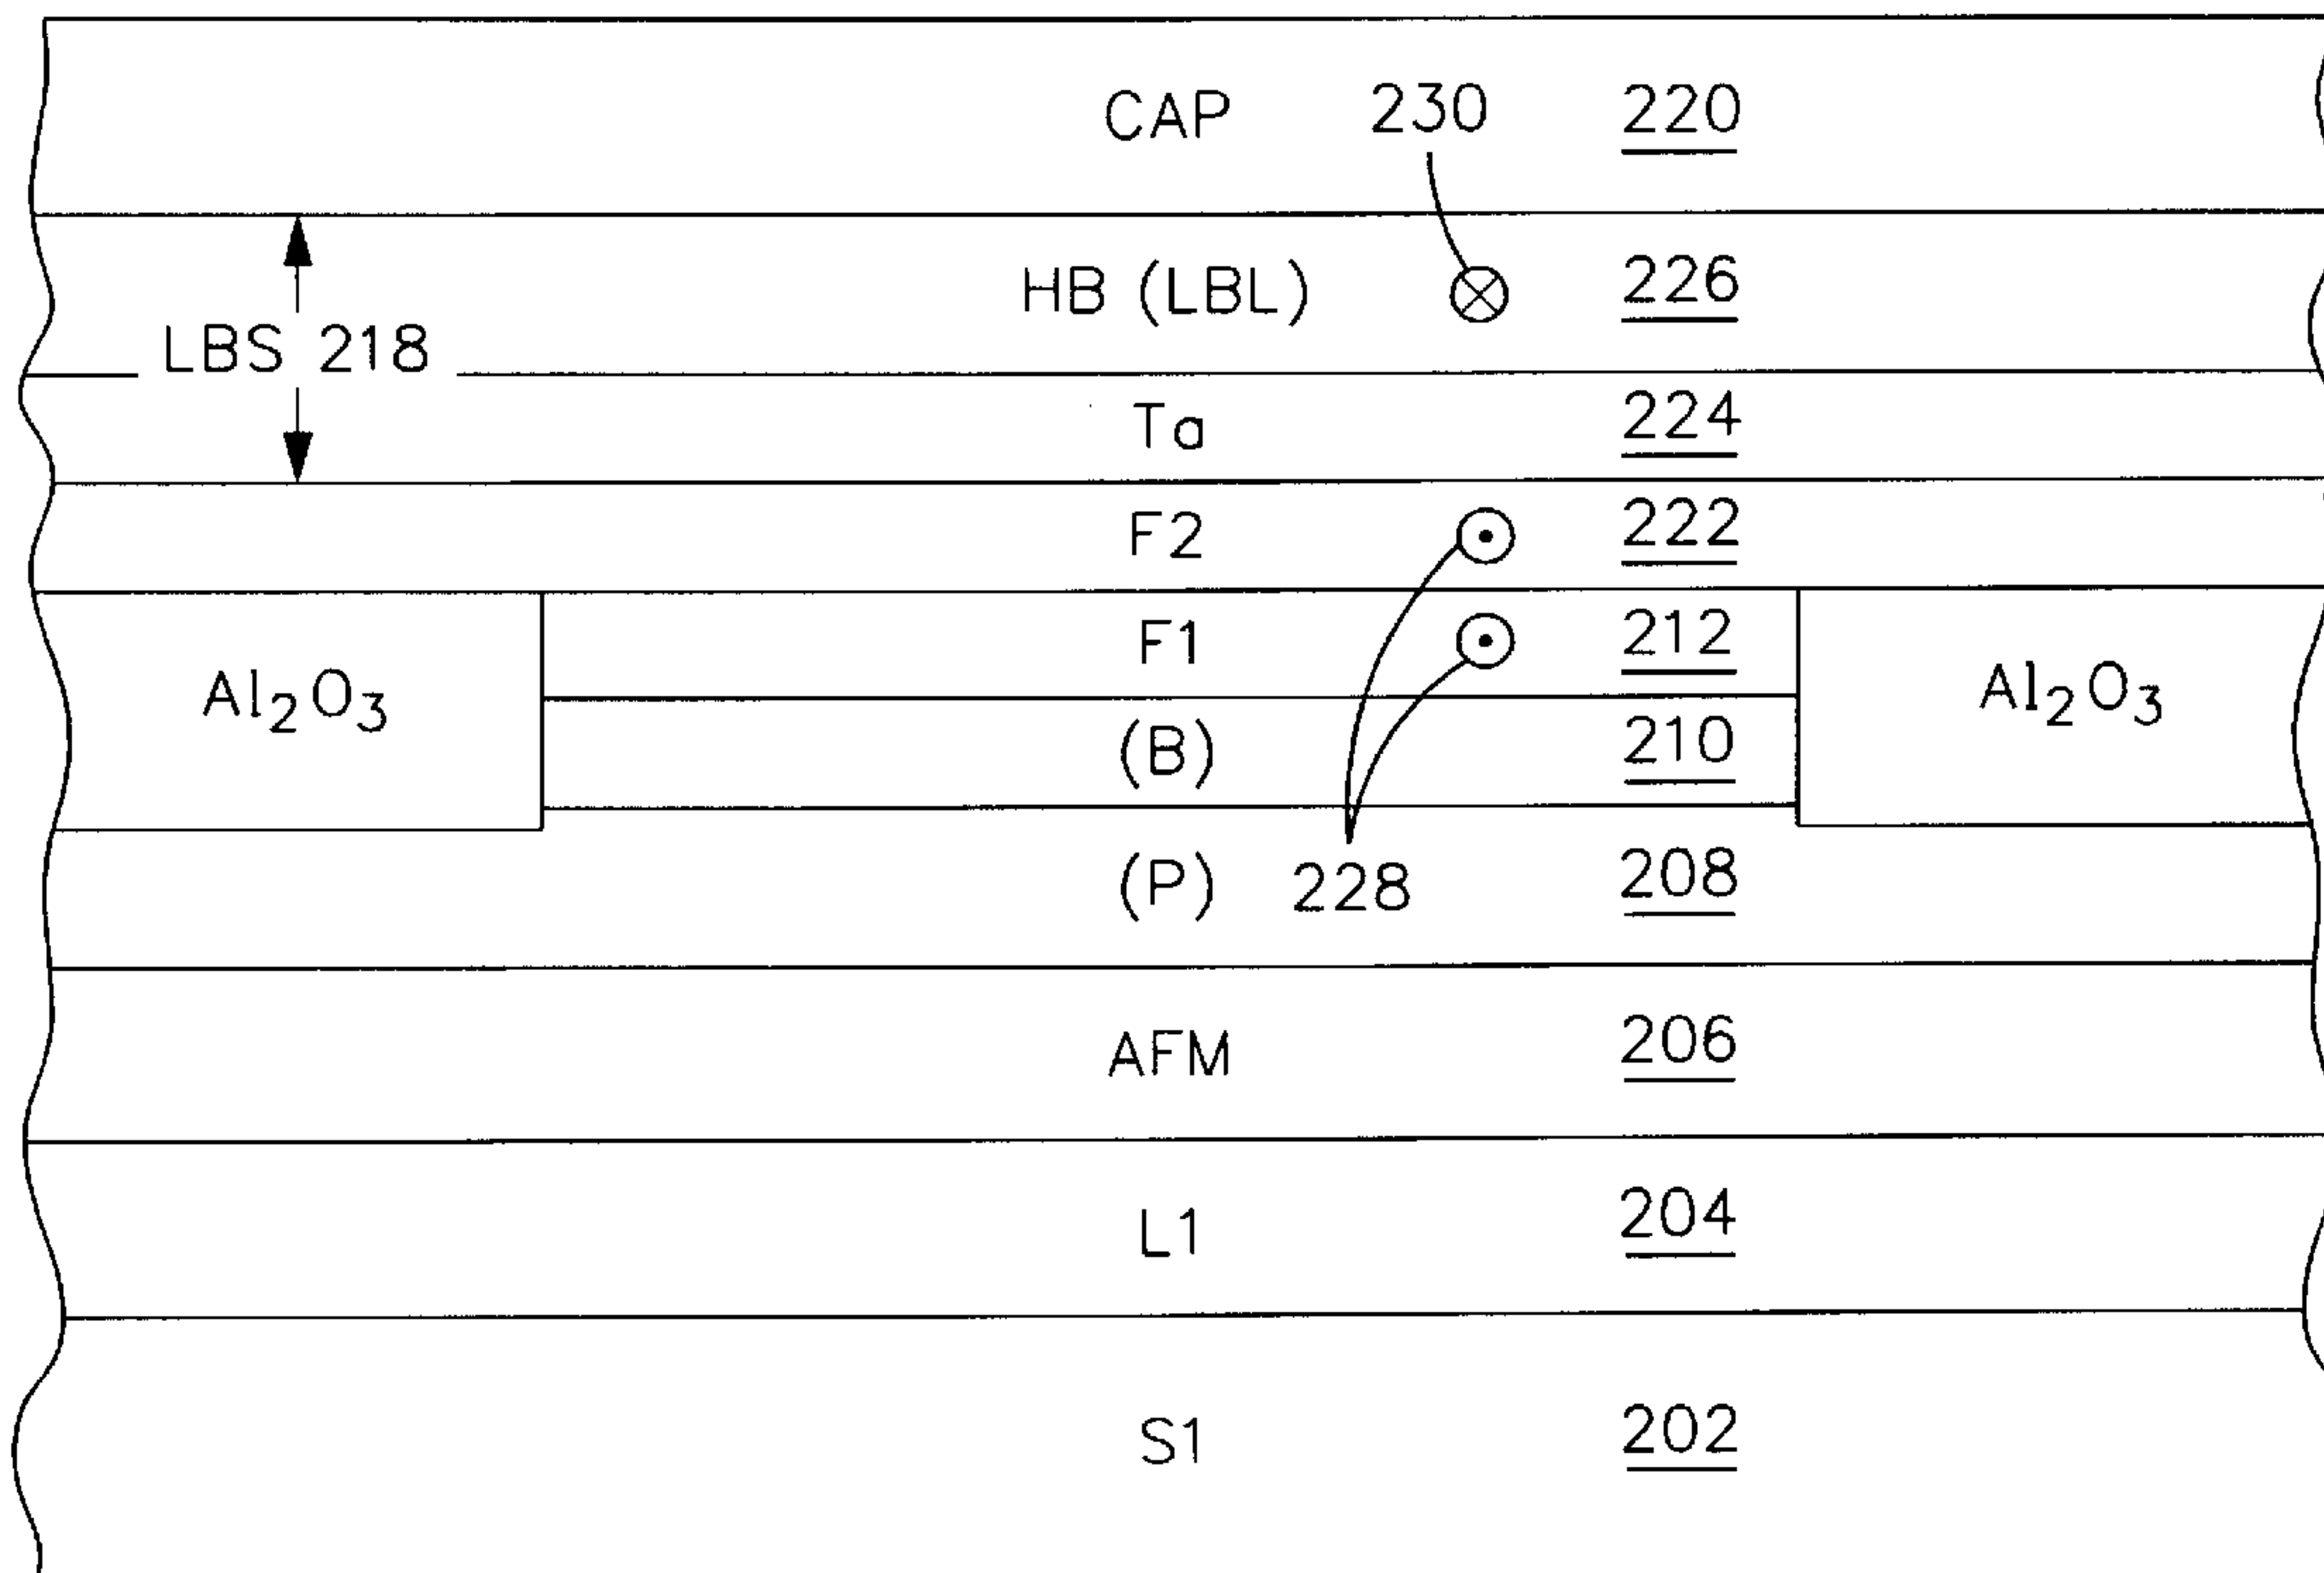 CAP 230 220
HB (LBL) 226
LBS 218
Ta 224
F2 222
F1 212
Al₂O₃ Al₂O₃
(B) 210
(P) 228 208
AFM 206
L1 204
S1 202